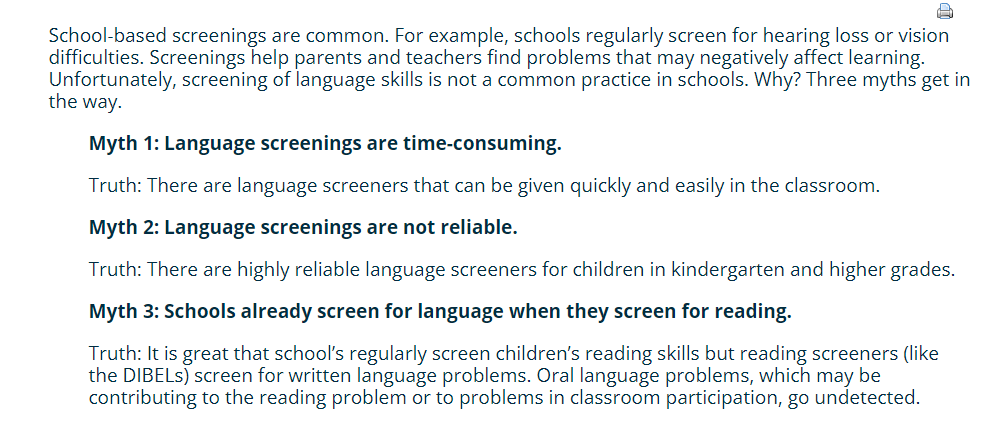 School-based screenings are common. For example, schools regularly screen for hearing loss or vision
difficulties. Screenings help parents and teachers find problems that may negatively affect learning.
Unfortunately, screening of language skills is not a common practice in schools. Why? Three myths get in
the way.
Myth 1: Language screenings are time-consuming.
Truth: There are language screeners that can be given quickly and easily in the classroom.
Myth 2: Language screenings are not reliable.
Truth: There are highly reliable language screeners for children in kindergarten and higher grades.
Myth 3: Schools already screen for language when they screen for reading.
Truth: It is great that school’s regularly screen children’s reading skills but reading screeners (like
the DIBELs) screen for written language problems. Oral language problems, which may be
contributing to the reading problem or to problems in classroom participation, go undetected.